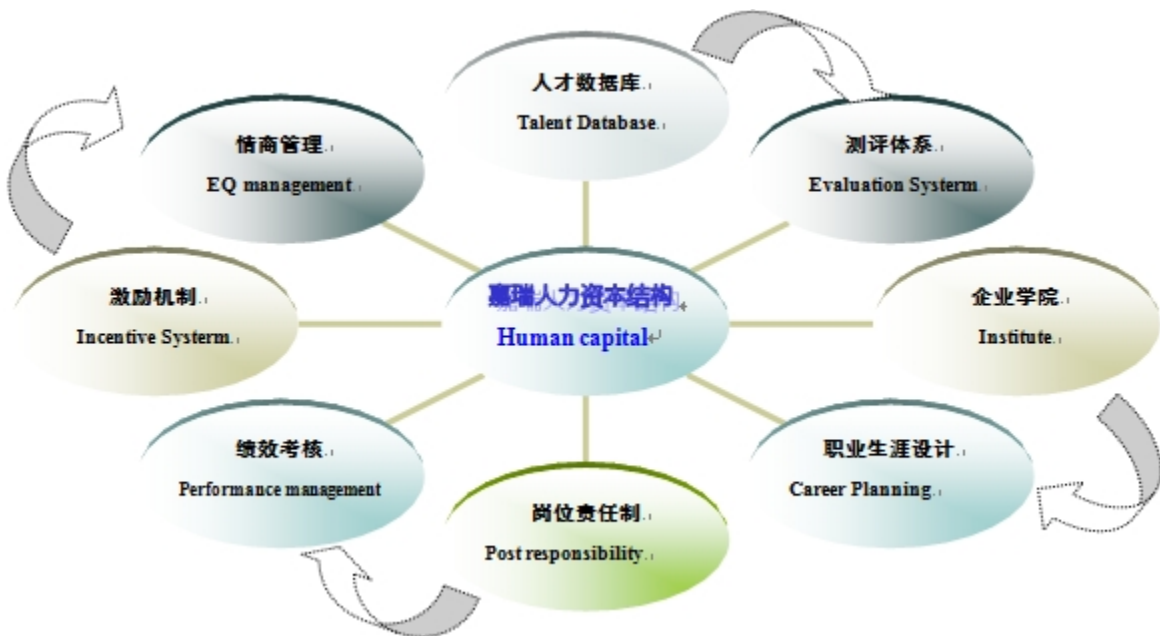 人才数据库
Talent Database
情商管理
EQ management
测评体系
Evaluation Systerm
激励机制
Incentive Systerm
嘉瑞人力资本结构
Human capital
企业学院
Institute
绩效考核
Performance management
职业生涯设计
Career Planning
岗位责任制
Post responsibility